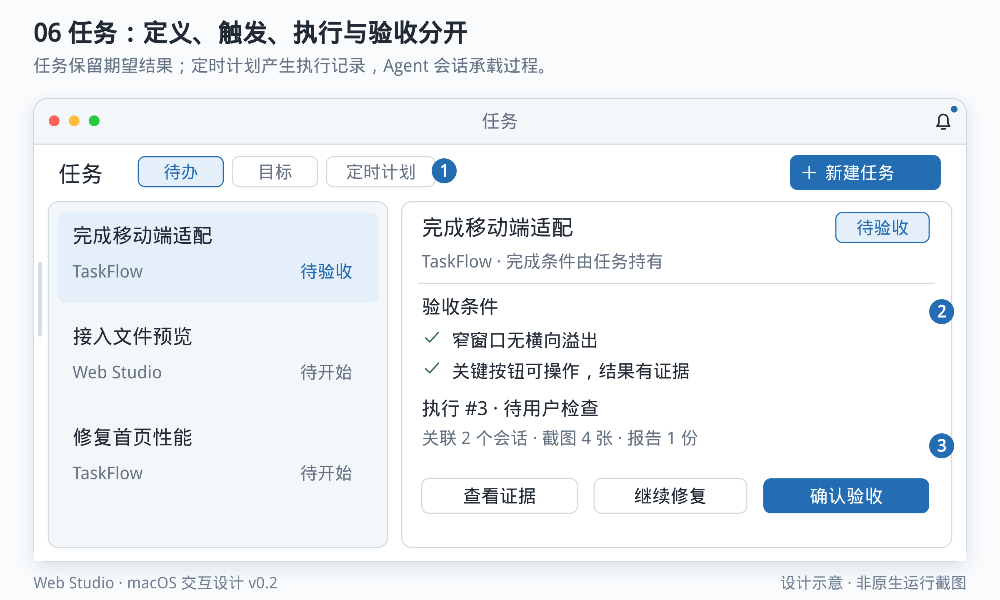 06 任务：定义、触发、执行与验收分开
任务保留期望结果；定时计划产生执行记录，Agent 会话承载过程。
任务
任务
待办
目标
定时计划
1
新建任务
完成移动端适配
TaskFlow
待验收
接入文件预览
Web Studio
待开始
修复首页性能
TaskFlow
待开始
完成移动端适配
待验收
TaskFlow · 完成条件由任务持有
验收条件
2
窄窗口无横向溢出
关键按钮可操作，结果有证据
执行 #3 · 待用户检查
关联 2 个会话 · 截图 4 张 · 报告 1 份
3
查看证据
继续修复
确认验收
Web Studio · macOS 交互设计 v0.2
设计示意 · 非原生运行截图